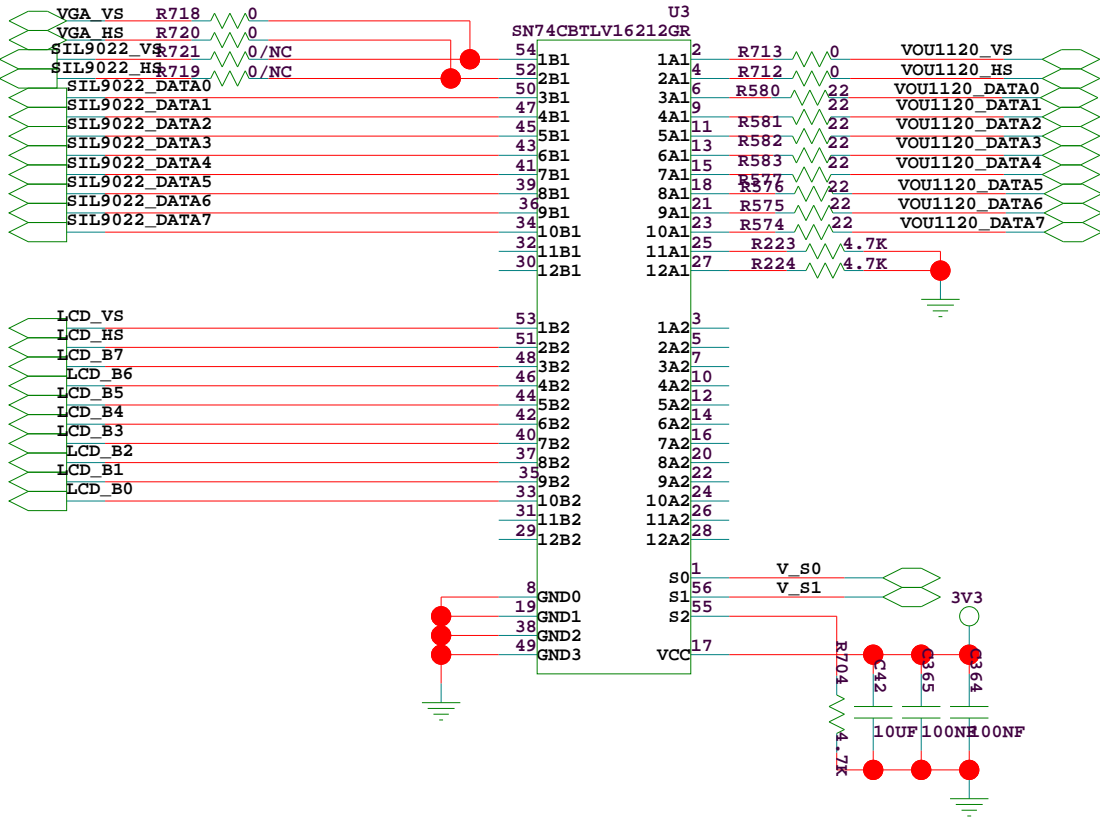 U3
SN74CBTLV16212GR
VGA_VS R718 0
VGA_HS R720 0
SIL9022_VS R721 0/NC
SIL9022_HS R719 0/NC
SIL9022_DATA0
SIL9022_DATA1
SIL9022_DATA2
SIL9022_DATA3
SIL9022_DATA4
SIL9022_DATA5
SIL9022_DATA6
SIL9022_DATA7
54 1B1 1A1 2 R713 0 VOU1120_VS
52 2B1 2A1 4 R712 0 VOU1120_HS
50 3B1 3A1 6 R580 22 VOU1120_DATA0
47 4B1 4A1 9 22 VOU1120_DATA1
45 5B1 5A1 11 R581 22 VOU1120_DATA2
43 6B1 6A1 13 R582 22 VOU1120_DATA3
41 7B1 7A1 15 R583 22 VOU1120_DATA4
R577
39 8B1 8A1 18 R576 22 VOU1120_DATA5
36 9B1 9A1 21 R575 22 VOU1120_DATA6
34 10B1 10A1 23 R574 22 VOU1120_DATA7
32 11B1 11A1 25 R223 4.7K
30 12B1 12A1 27 R224 4.7K
LCD_VS 53 1B2 1A2 3
LCD_HS 51 2B2 2A2 5
LCD_B7 48 3B2 3A2 7
LCD_B6 46 4B2 4A2 10
LCD_B5 44 5B2 5A2 12
LCD_B4 42 6B2 6A2 14
LCD_B3 40 7B2 7A2 16
LCD_B2 37 8B2 8A2 20
LCD_B1 35 9B2 9A2 22
LCD_B0 33 10B2 10A2 24
31 11B2 11A2 26
29 12B2 12A2 28
S0 1 V_S0
8 GND0 S1 56 V_S1
19 GND1 S2 55 3V3
38 GND2
49 GND3 VCC 17
R704 C42 C365 C364
4.7K 10UF 100NF 100NF